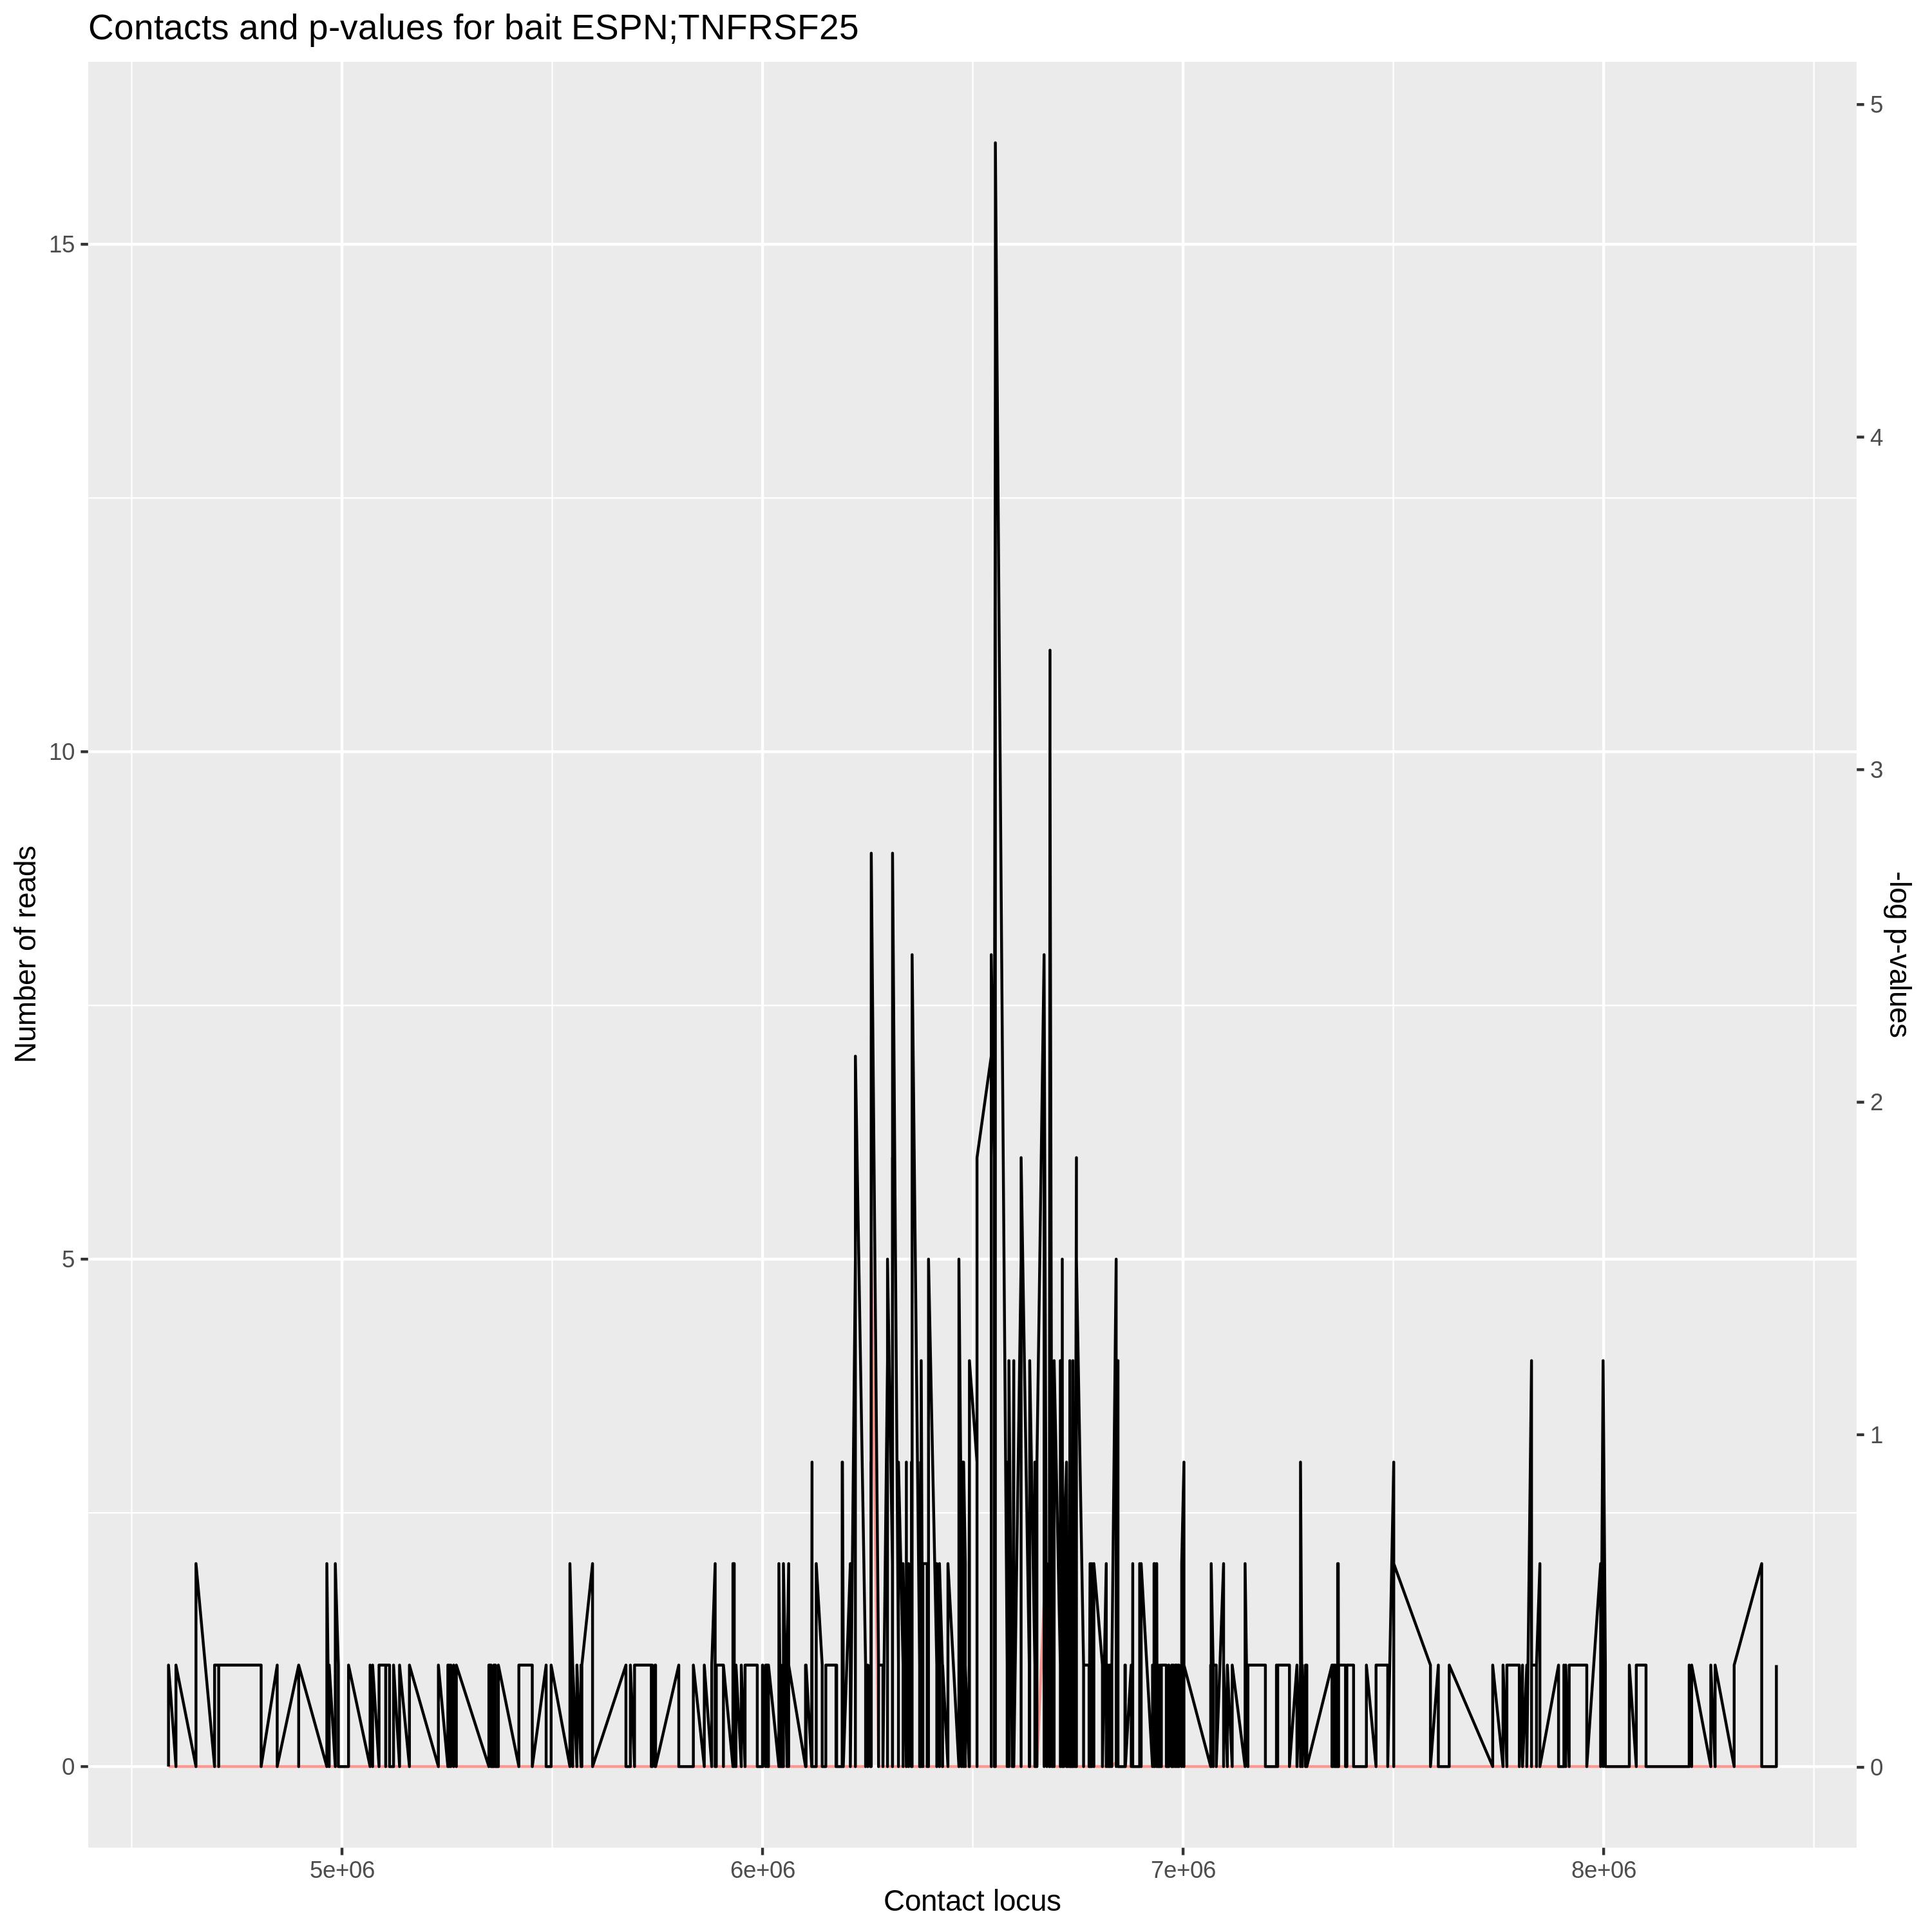 Contacts and p-values for bait ESPN;TNFRSF25
15
10
5
0
Number of reads
5
4
3
2
1
0
-log p-values
5e+06
6e+06
7e+06
8e+06
Contact locus